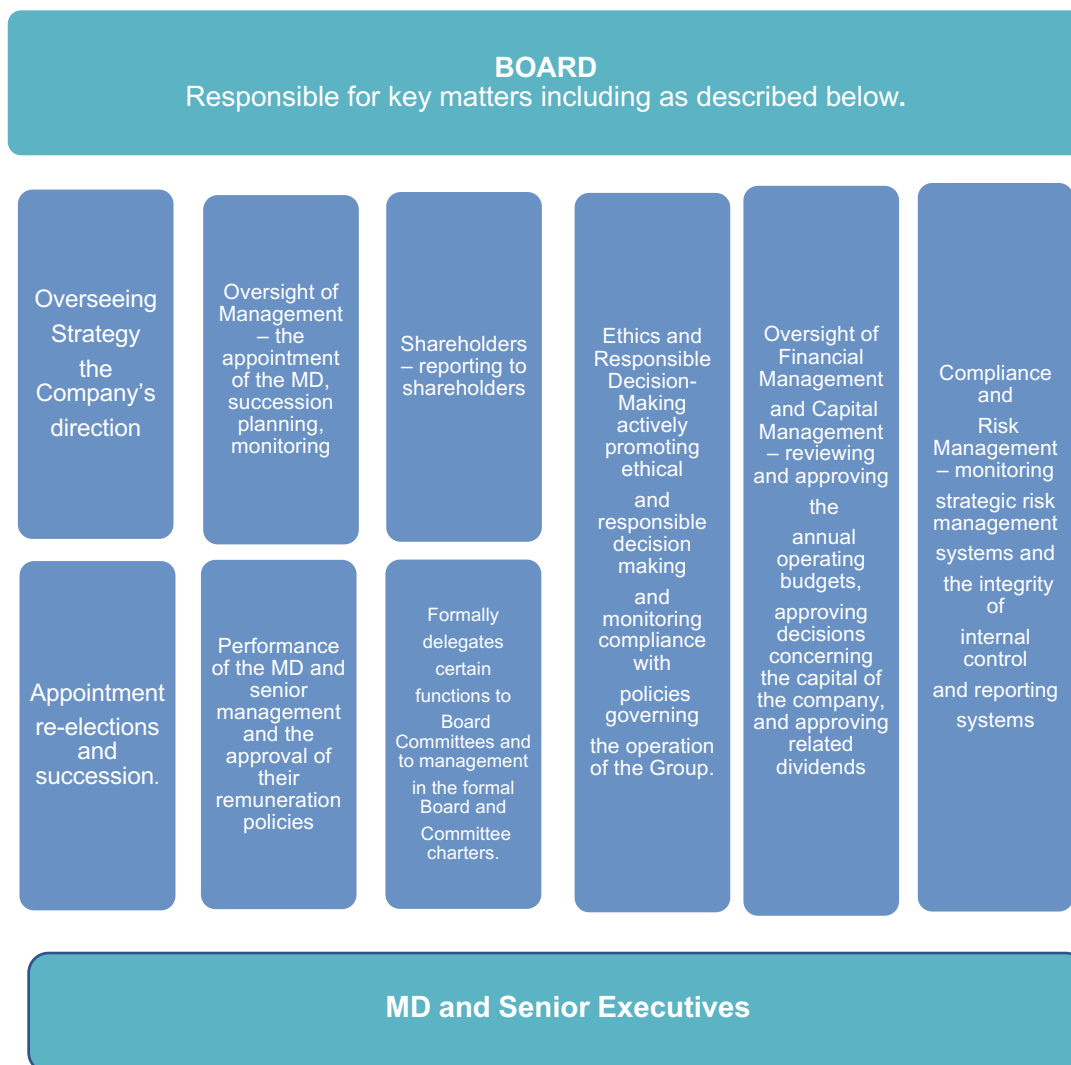 BOARD
Responsible for key matters including as described below.
Overseeing
Strategy
the
Company’s
direction
Oversight of
Management
– the
appointment
of the MD,
succession
planning,
monitoring
Shareholders
– reporting to
shareholders
Ethics and
Responsible
Decision-
Making
actively
promoting
ethical
and
responsible
decision
making
and
monitoring
compliance
with
policies
governing
the operation
of the Group.
Oversight of
Financial
Management
and Capital
Management
– reviewing
and approving
the
annual
operating
budgets,
approving
decisions
concerning
the capital of
the company,
and approving
related
dividends
Compliance
and
Risk
Management
– monitoring
strategic risk
management
systems and
the integrity
of
internal
control
and reporting
systems
Appointment
re-elections
and
succession.
Performance
of the MD and
senior
management
and the
approval of
their
remuneration
policies
Formally
delegates
certain
functions to
Board
Committees and
to management
in the formal
Board and
Committee
charters.
MD and Senior Executives